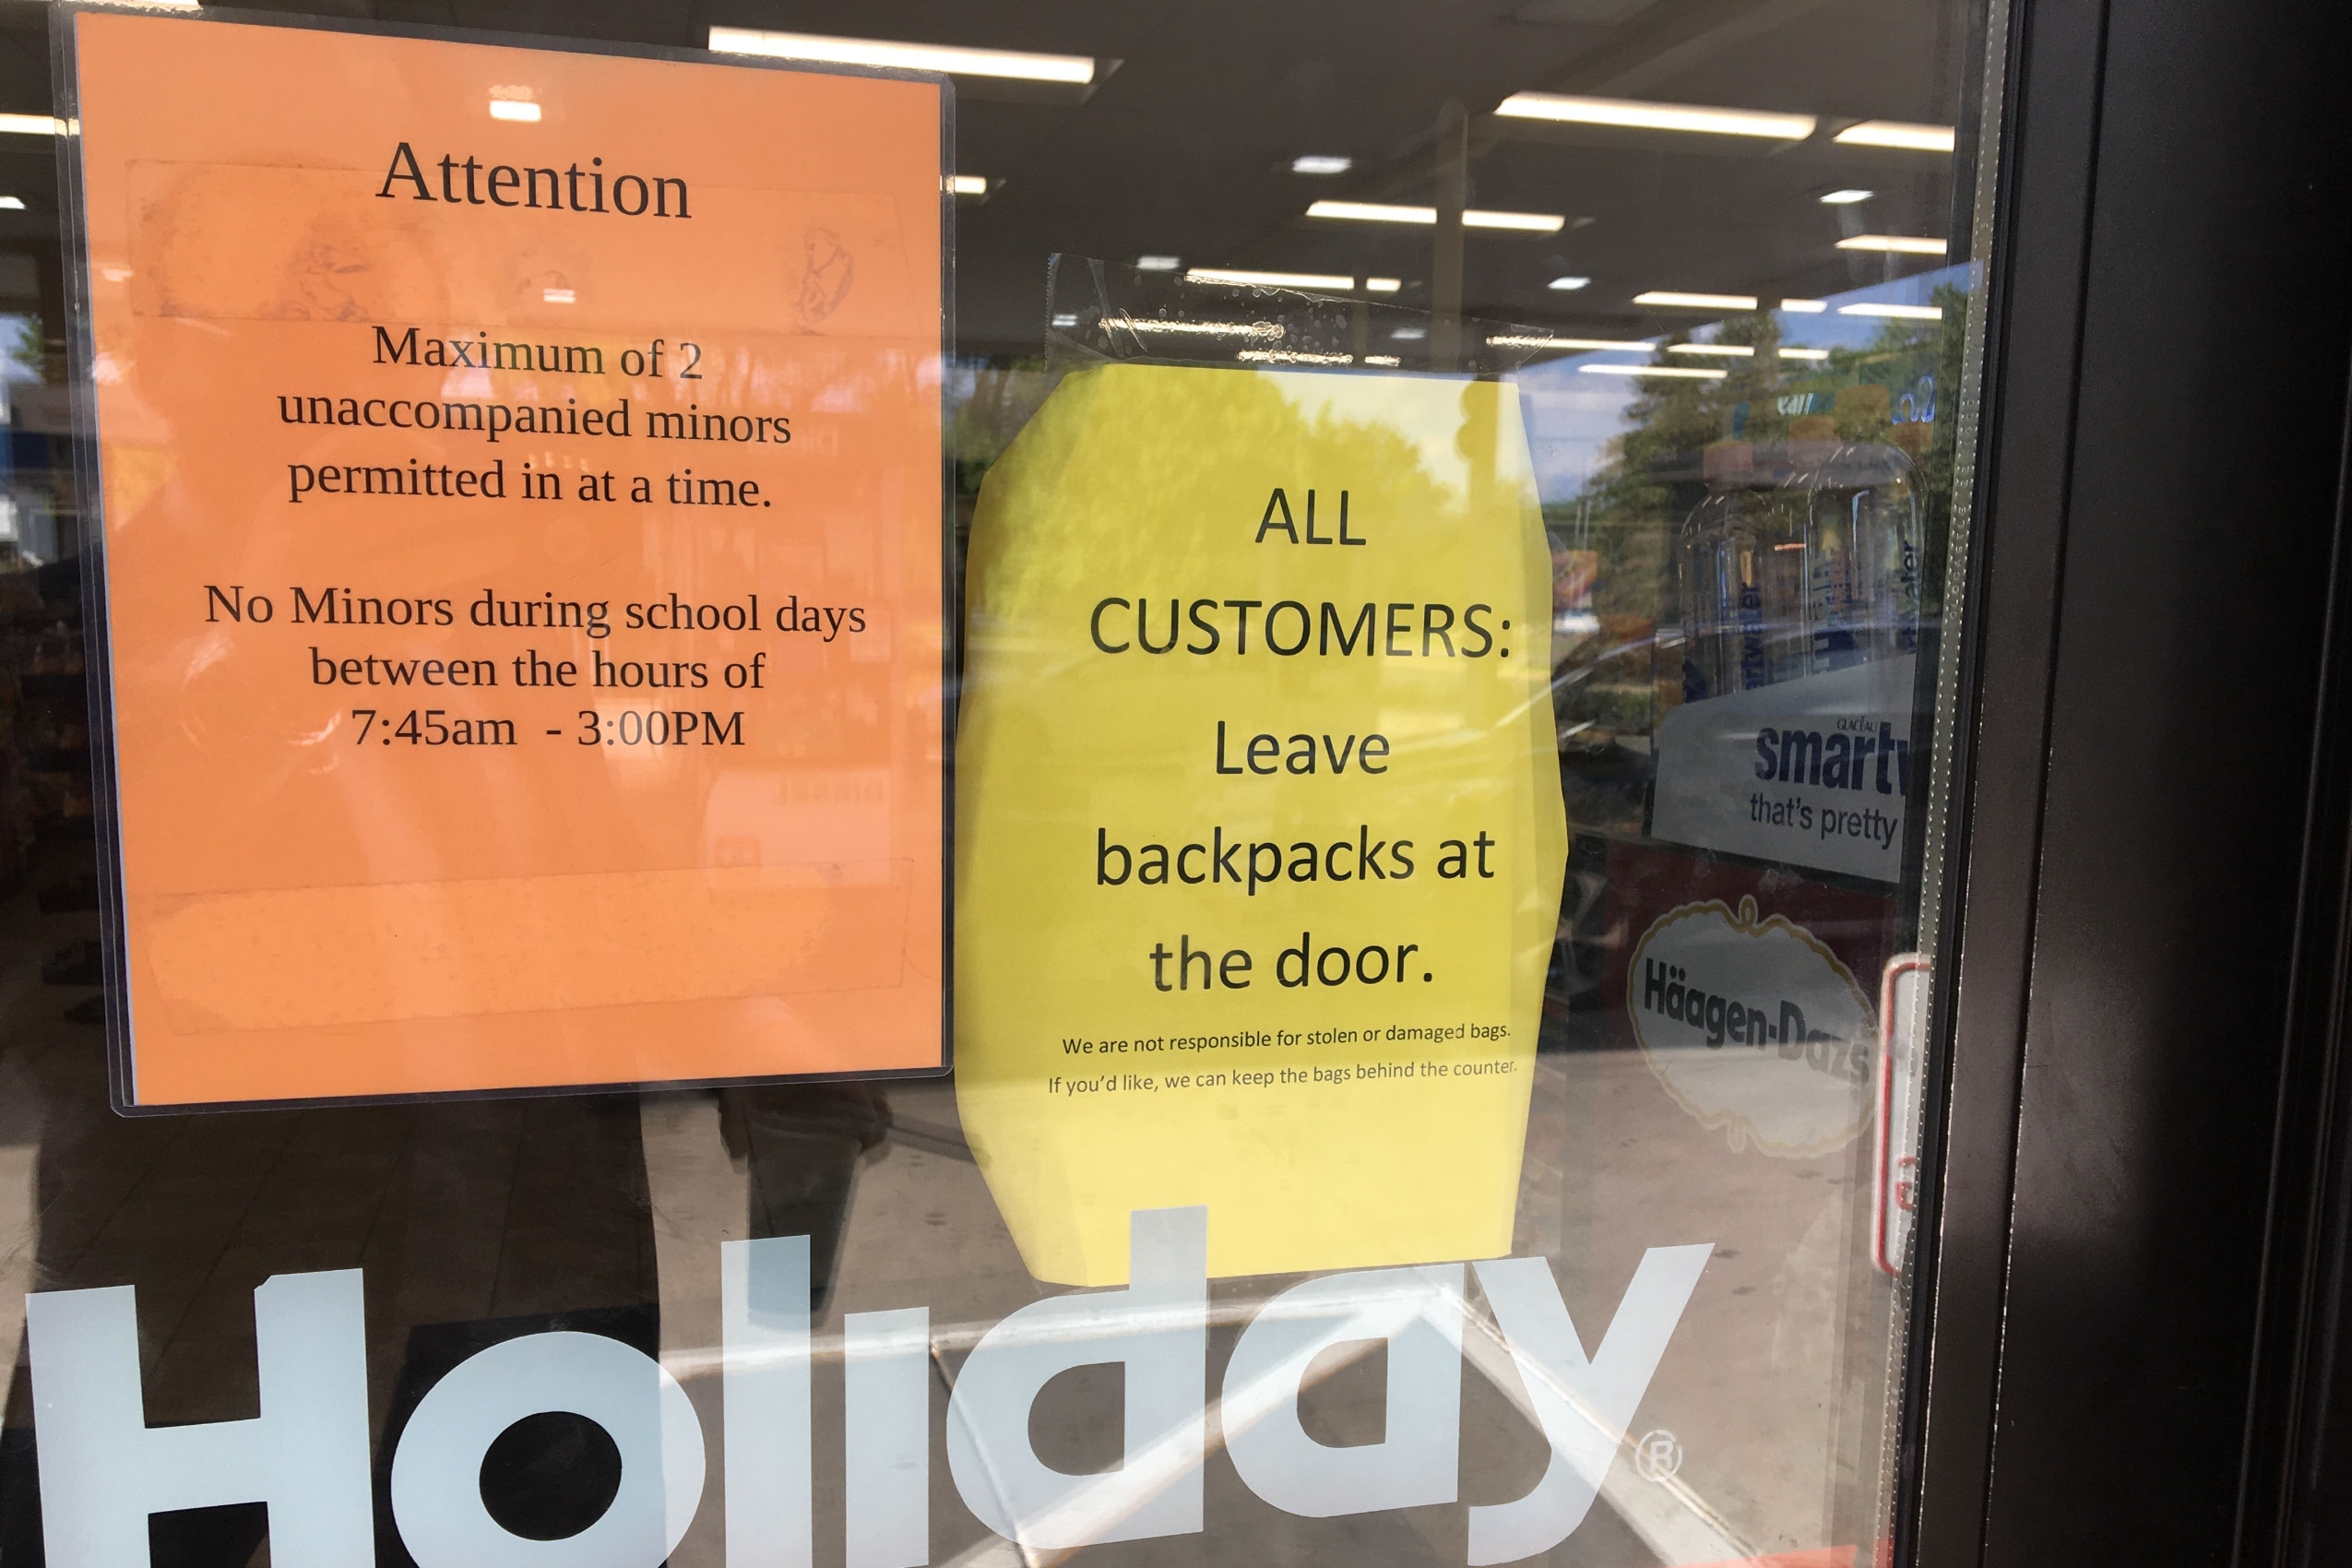 Attention
Maximum of 2
unaccompanied minors
permitted in at a time.
No Minors during school days
between the hours of
7:45am - 3:00PM
ALL
CUSTOMERS:
Leave
backpacks at
the door.
We are not responsible for stolen or damaged bags.
If you'd like, we can keep the bags behind the counter.
GLACÉAU
smartw
that's pretty
Häagen-Dazs
Holiday®